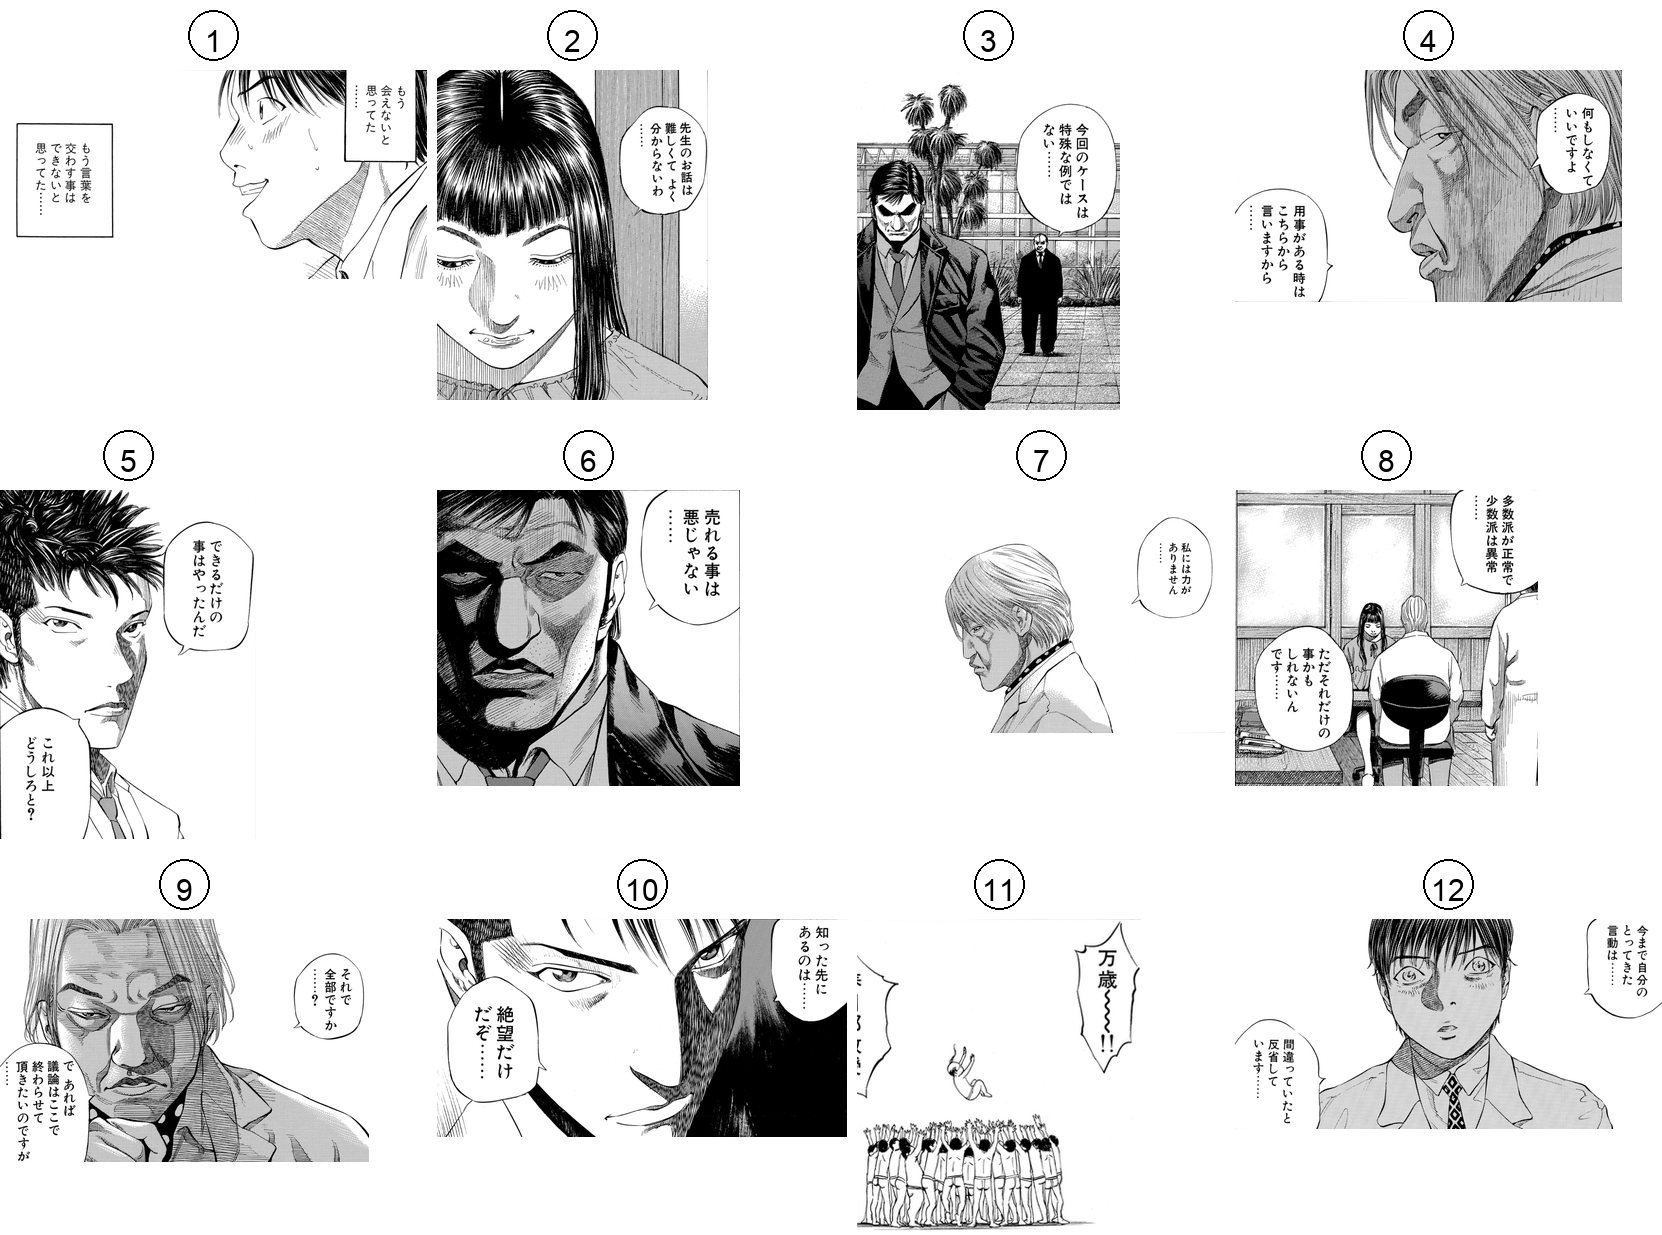 1
もう
会えないと
思ってた
……
もう言葉を
交わす事は
できないと
思ってた……
2
先生のお話は
難しくて よく
分からないわ
……
3
今回のケースは
特殊な例では
ない……
4
何もしなくて
いいですよ
……
用事がある時は
こちらから
言いますから
……
5
できるだけの
事はやったんだ
これ以上
どうしろと?
6
売れる事は
悪じゃない
……
7
私には力が
ありません
……
8
多数派が正常で
少数派は異常
……
ただそれだけの
事かも
しれないん
です……
9
それで
全部ですか
……?
で あれば
議論はここで
終わらせて
頂きたいのですが
……
10
知った先に
あるのは……
絶望だけ
だぞ……
11
万歳〜〜〜!!
12
今まで自分の
とってきた
言動は……
間違っていたと
反省して
います……